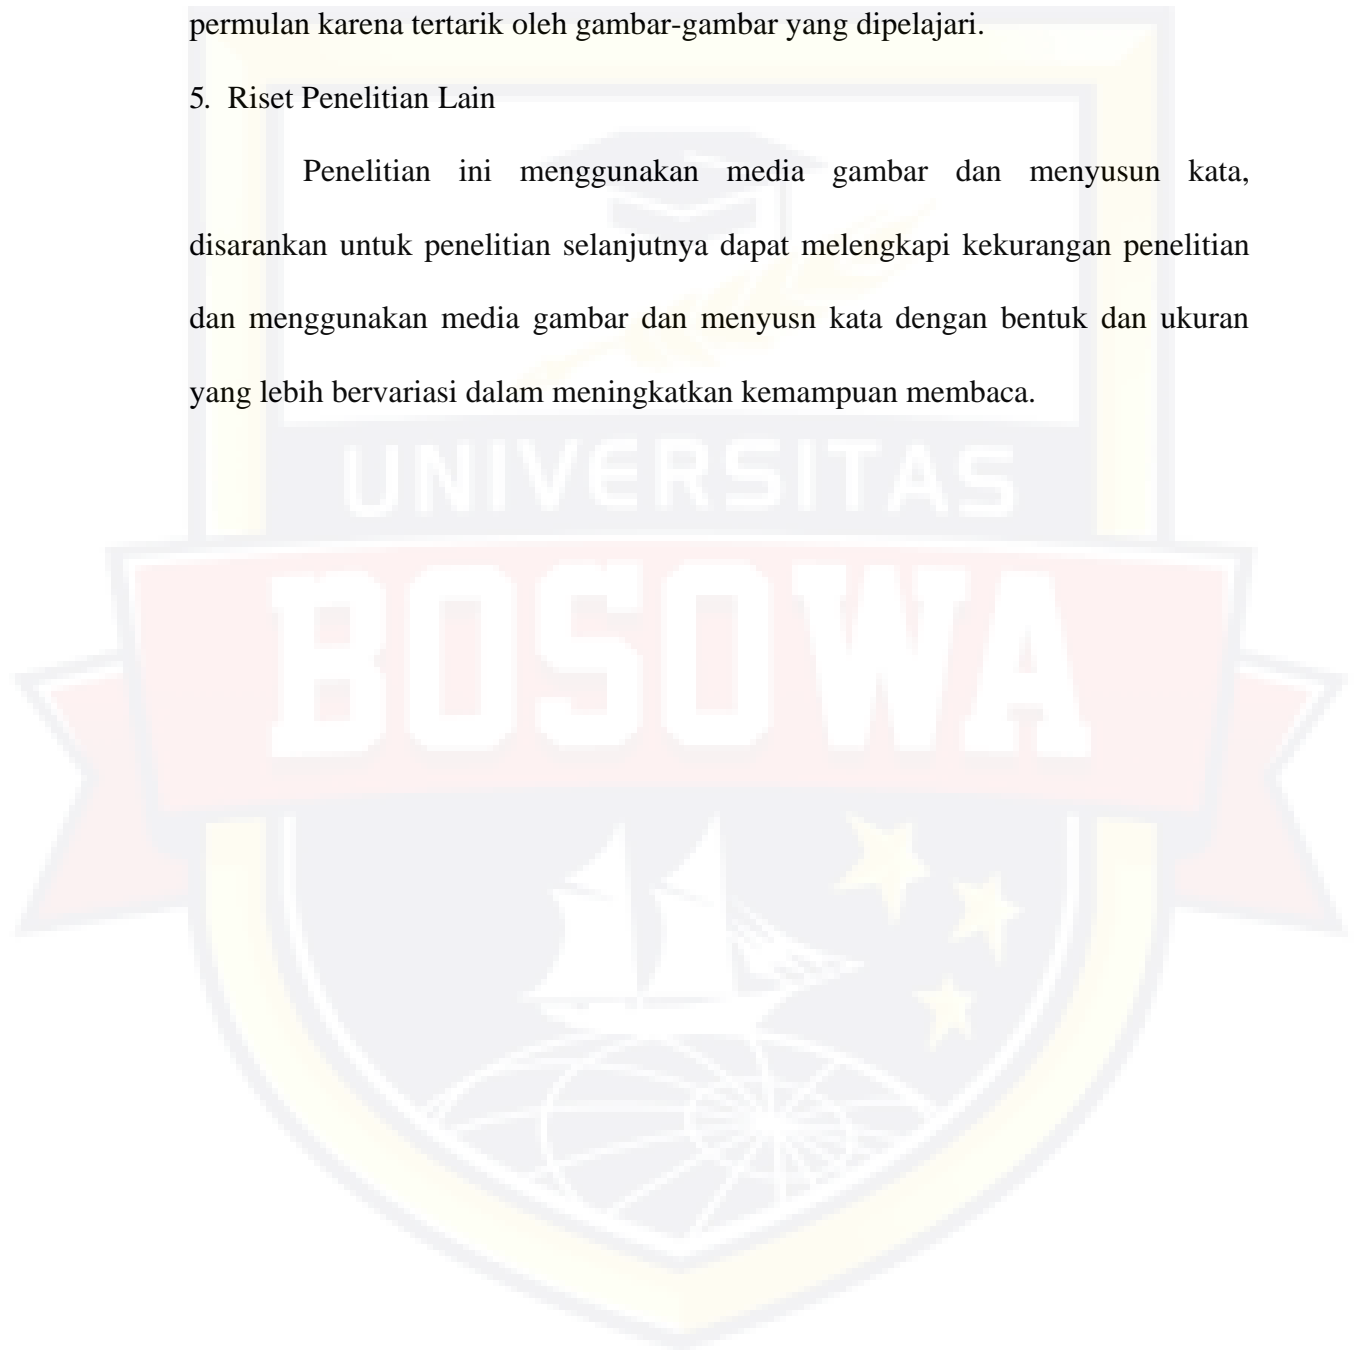 permulan karena tertarik oleh gambar-gambar yang dipelajari.
5. Riset Penelitian Lain
Penelitian ini menggunakan media gambar dan menyusun kata,
disarankan untuk penelitian selanjutnya dapat melengkapi kekurangan penelitian
dan menggunakan media gambar dan menyusn kata dengan bentuk dan ukuran
yang lebih bervariasi dalam meningkatkan kemampuan membaca.
UNIVERSITAS
BOSOWA